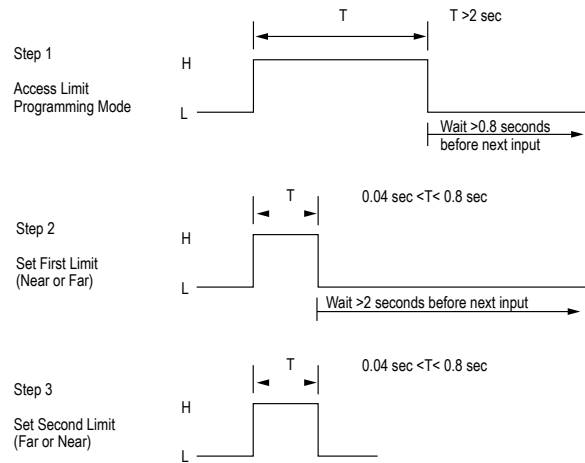 T
T >2 sec
Step 1
H
Access Limit
Programming Mode
L
Wait >0.8 seconds
before next input
T
0.04 sec <T< 0.8 sec
Step 2
H
Set First Limit
(Near or Far)
L
Wait >2 seconds before next input
T
0.04 sec <T< 0.8 sec
Step 3
H
Set Second Limit
(Far or Near)
L